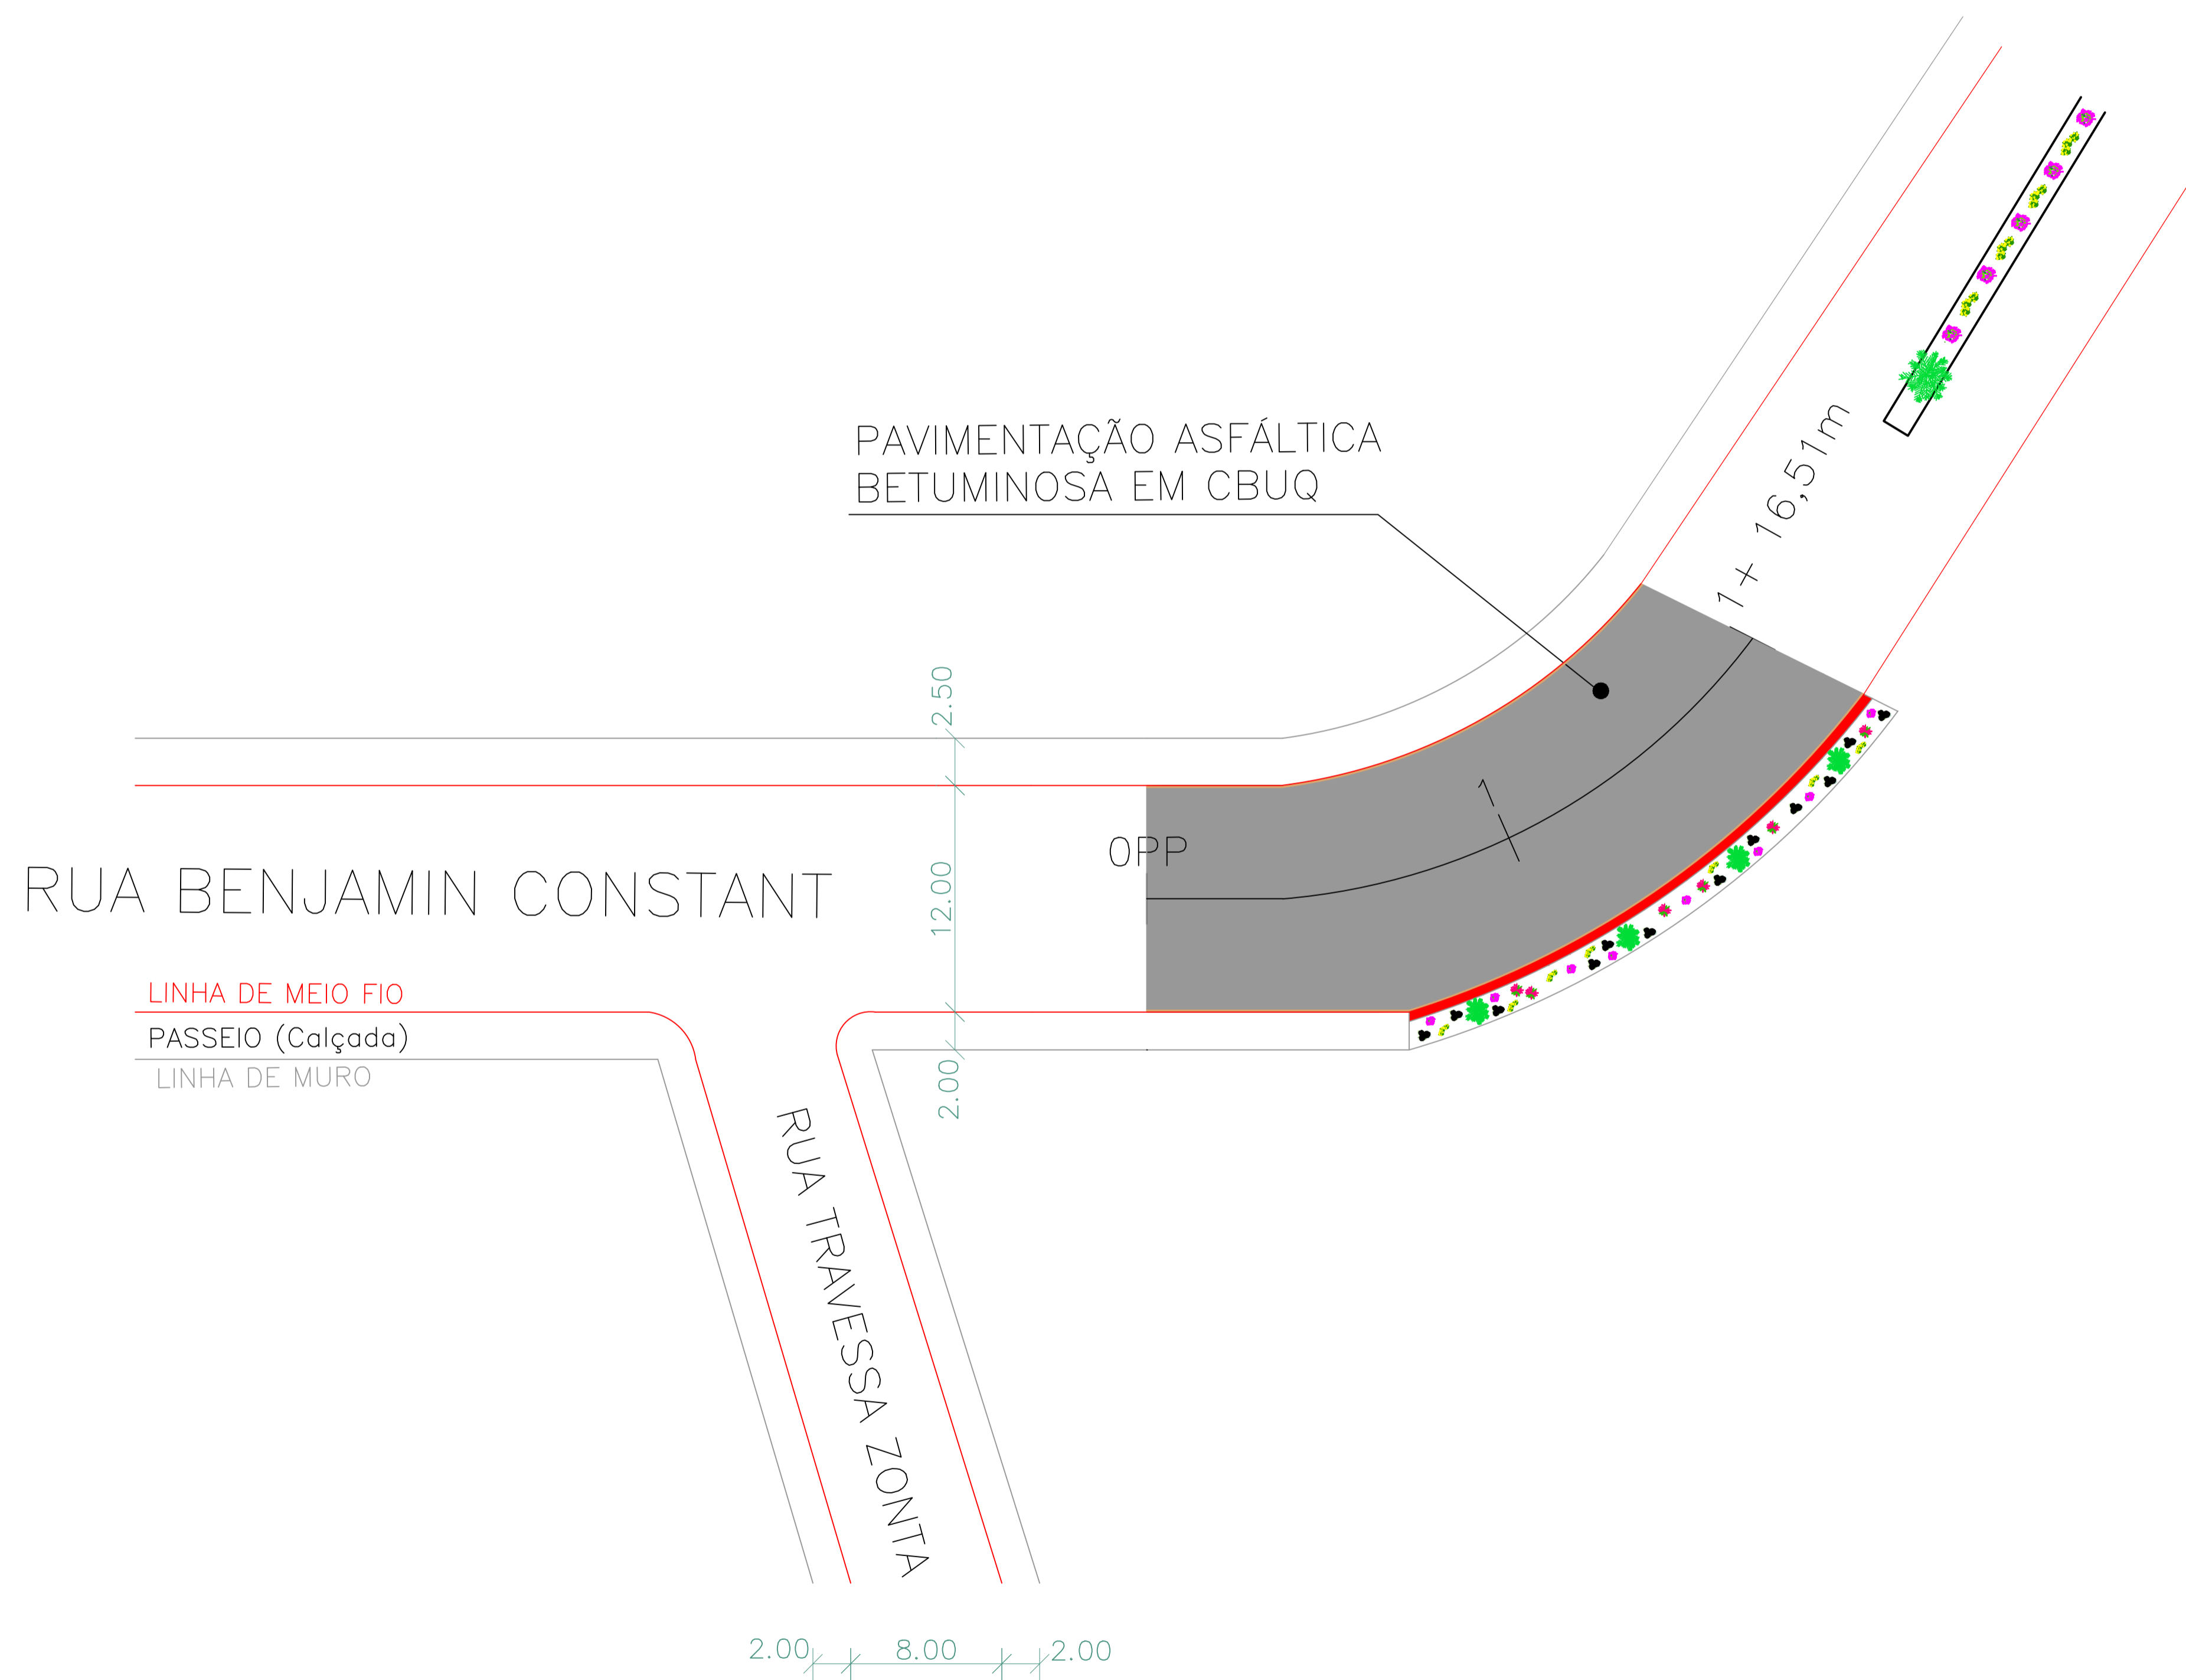 PAVIMENTAÇÃO ASFÁLTICA
BETUMINOSA EM CBUQ
1+ 16,51m
2.50
1
0PP
12.00
RUA BENJAMIN CONSTANT
LINHA DE MEIO FIO
PASSEIO (Calçada)
LINHA DE MURO
2.00
RUA TRAVESSA ZONTA
2.00
8.00
2.00